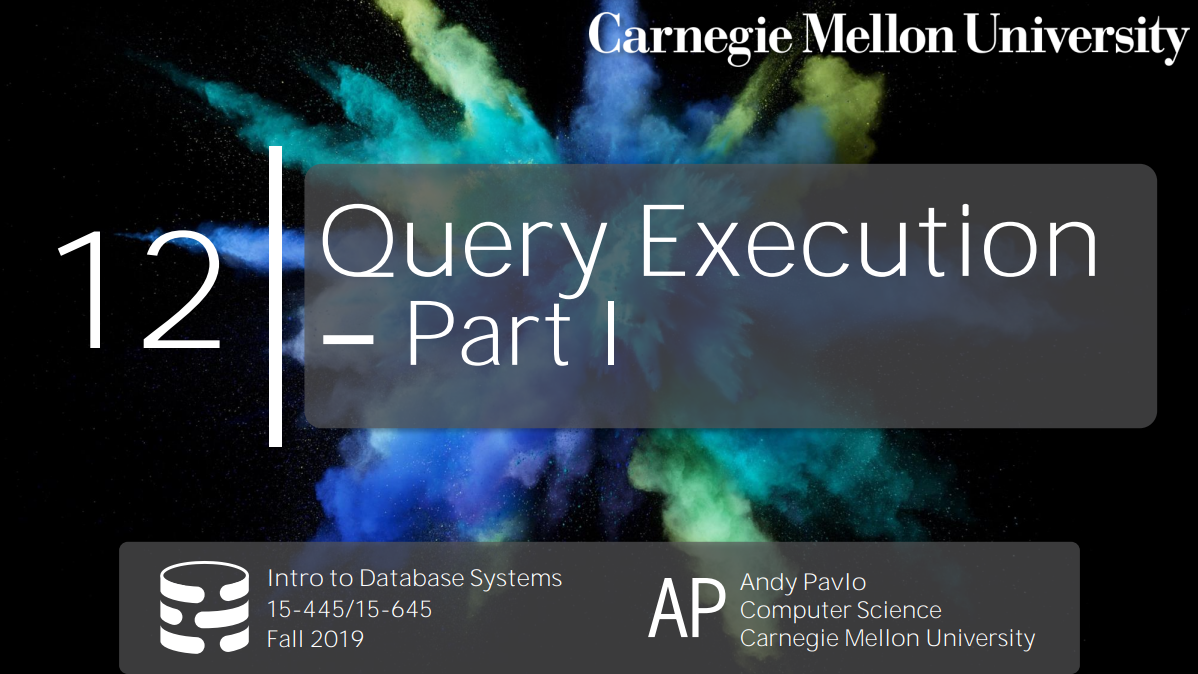 Carnegie Mellon University
12
Query Execution
– Part I
Intro to Database Systems
15-445/15-645
Fall 2019
AP
Andy Pavlo
Computer Science
Carnegie Mellon University